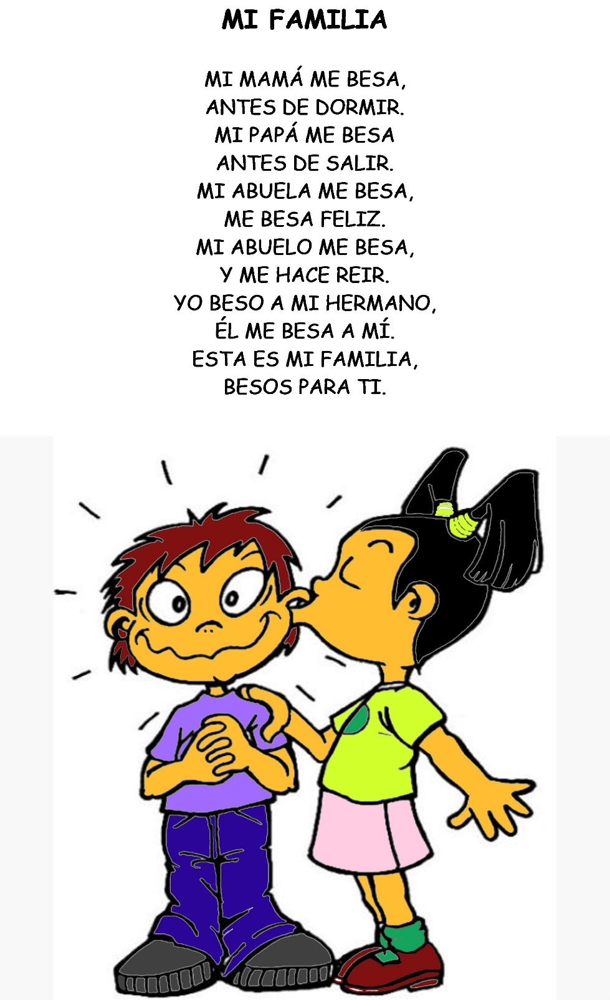 MI FAMILIA
MI MAMÁ ME BESA,
ANTES DE DORMIR.
MI PAPÁ ME BESA
ANTES DE SALIR.
MI ABUELA ME BESA,
ME BESA FELIZ.
MI ABUELO ME BESA,
Y ME HACE REIR.
YO BESO A MI HERMANO,
ÉL ME BESA A MÍ.
ESTA ES MI FAMILIA,
BESOS PARA TI.